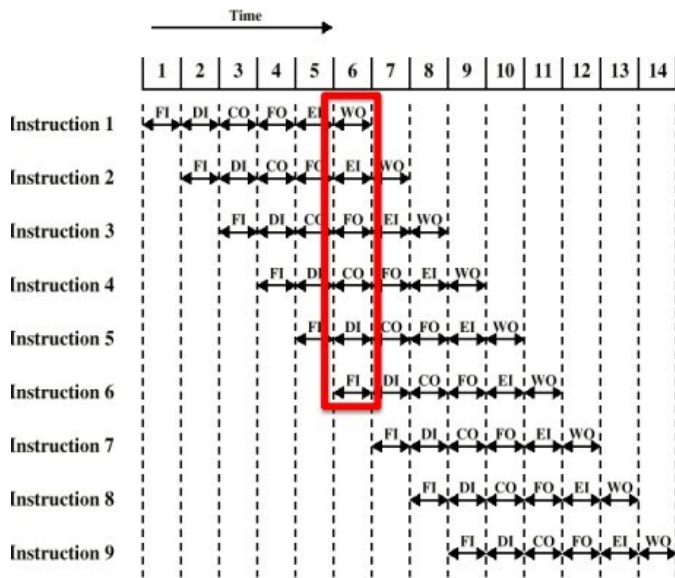 Time
1 2 3 4 5 6 7 8 9 10 11 12 13 14
Instruction 1 FI DI CO FO EI WO
Instruction 2 FI DI CO FO EI WO
Instruction 3 FI DI CO FO EI WO
Instruction 4 FI DI CO FO EI WO
Instruction 5 FI DI CO FO EI WO
Instruction 6 FI DI CO FO EI WO
Instruction 7 FI DI CO FO EI WO
Instruction 8 FI DI CO FO EI WO
Instruction 9 FI DI CO FO EI WO